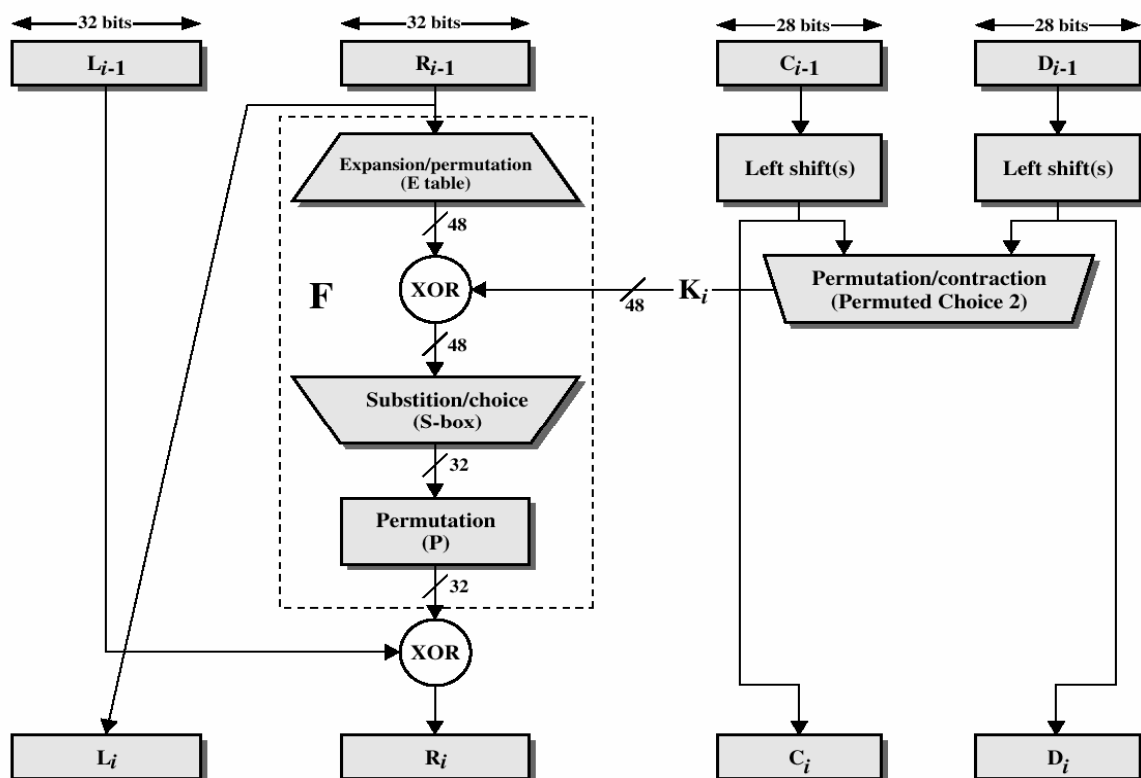 32 bits
32 bits
28 bits
28 bits
Li-1
Ri-1
Ci-1
Di-1
Expansion/permutation
(E table)
Left shift(s)
Left shift(s)
48
F
XOR
48
Ki
Permutation/contraction
(Permuted Choice 2)
48
Substition/choice
(S-box)
32
Permutation
(P)
32
XOR
Li
Ri
Ci
Di